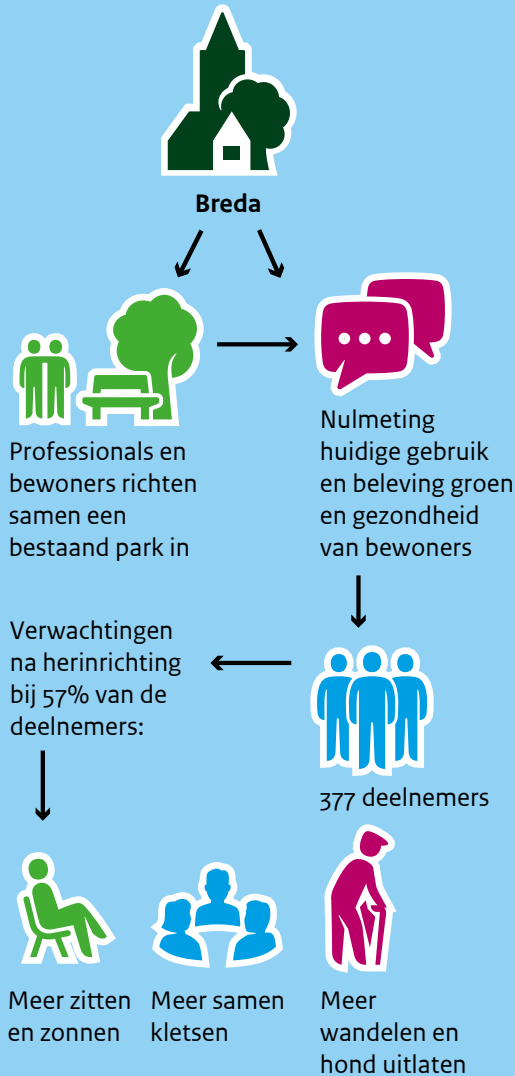 Breda
Professionals en
bewoners richten
samen een
bestaand park in
Nulmeting
huidige gebruik
en beleving groen
en gezondheid
van bewoners
377 deelnemers
Verwachtingen
na herinrichting
bij 57% van de
deelnemers:
Meer zitten
en zonnen
Meer samen
kletsen
Meer
wandelen en
hond uitlaten